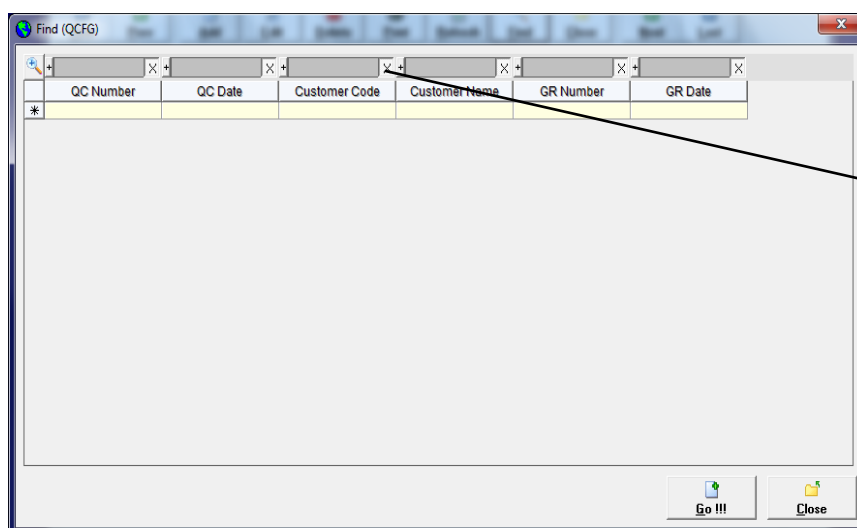 Find (QCFG)
X
+ X + X + X + X + X + X
QC Number QC Date Customer Code Customer Name GR Number GR Date
*
Go !!! Close